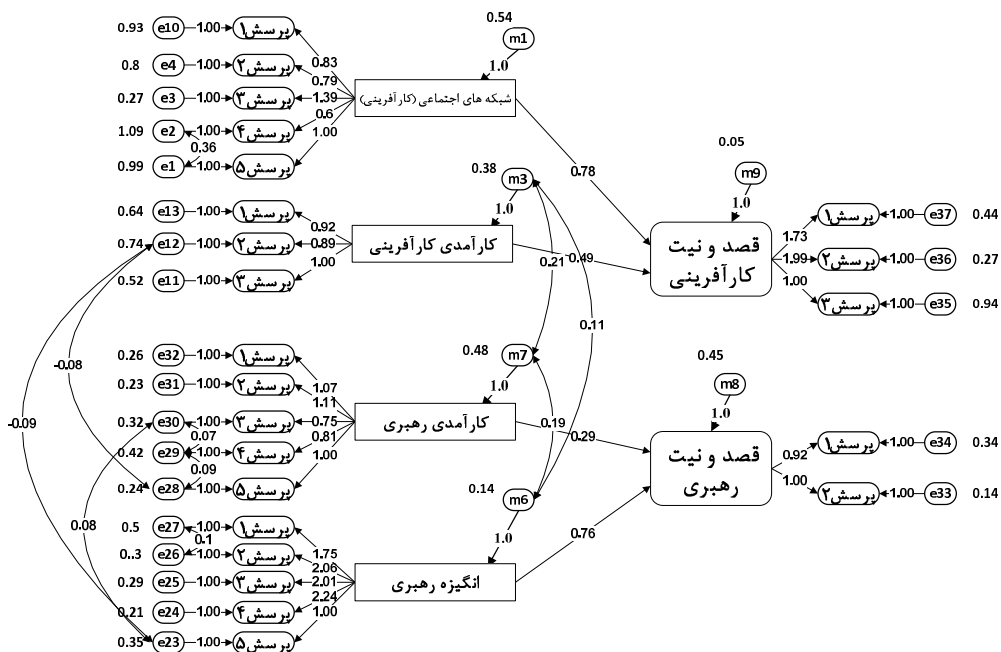 0.54
m1
1.0
0.93 e10 1.00 پرسش۱
0.83
0.8 e4 1.00 پرسش۲
0.79
0.27 e3 1.00 پرسش۳
1.39
شبکه های اجتماعی (کارآفرینی)
1.09 e2 1.00 پرسش۴
0.6
0.36
1.00
0.99 e1 1.00 پرسش۵
0.78
0.05
m9
1.0
0.38 m3
1.0
0.64 e13 1.00 پرسش۱
0.92
0.74 e12 1.00 پرسش۲
0.89
کارآمدی کارآفرینی
0.52 e11 1.00 پرسش۳
1.00
0.21
-0.49
0.11
قصد و نیت
کارآفرینی
1.73
پرسش۱ 1.00 e37 0.44
1.99
پرسش۲ 1.00 e36 0.27
1.00
پرسش۳ 1.00 e35 0.94
0.48 m7
1.0
0.26 e32 1.00 پرسش۱
-0.08
1.07
0.23 e31 1.00 پرسش۲
1.11
-0.09
0.32 e30 1.00 پرسش۳
0.75
کارآمدی رهبری
0.07
0.81
0.42 e29 1.00 پرسش۴
1.00
0.09
0.24 e28 1.00 پرسش۵
0.19
0.29
0.45
m8
1.0
قصد و نیت
رهبری
0.92
پرسش۱ 1.00 e34 0.34
1.00
پرسش۲ 1.00 e33 0.14
0.14 m6
1.0
0.08
0.5 e27 1.00 پرسش۱
0.1
1.75
0..3 e26 1.00 پرسش۲
2.06
0.29 e25 1.00 پرسش۳
2.01
انگیزه رهبری
0.76
2.24
0.21 e24 1.00 پرسش۴
1.00
0.35 e23 1.00 پرسش۵